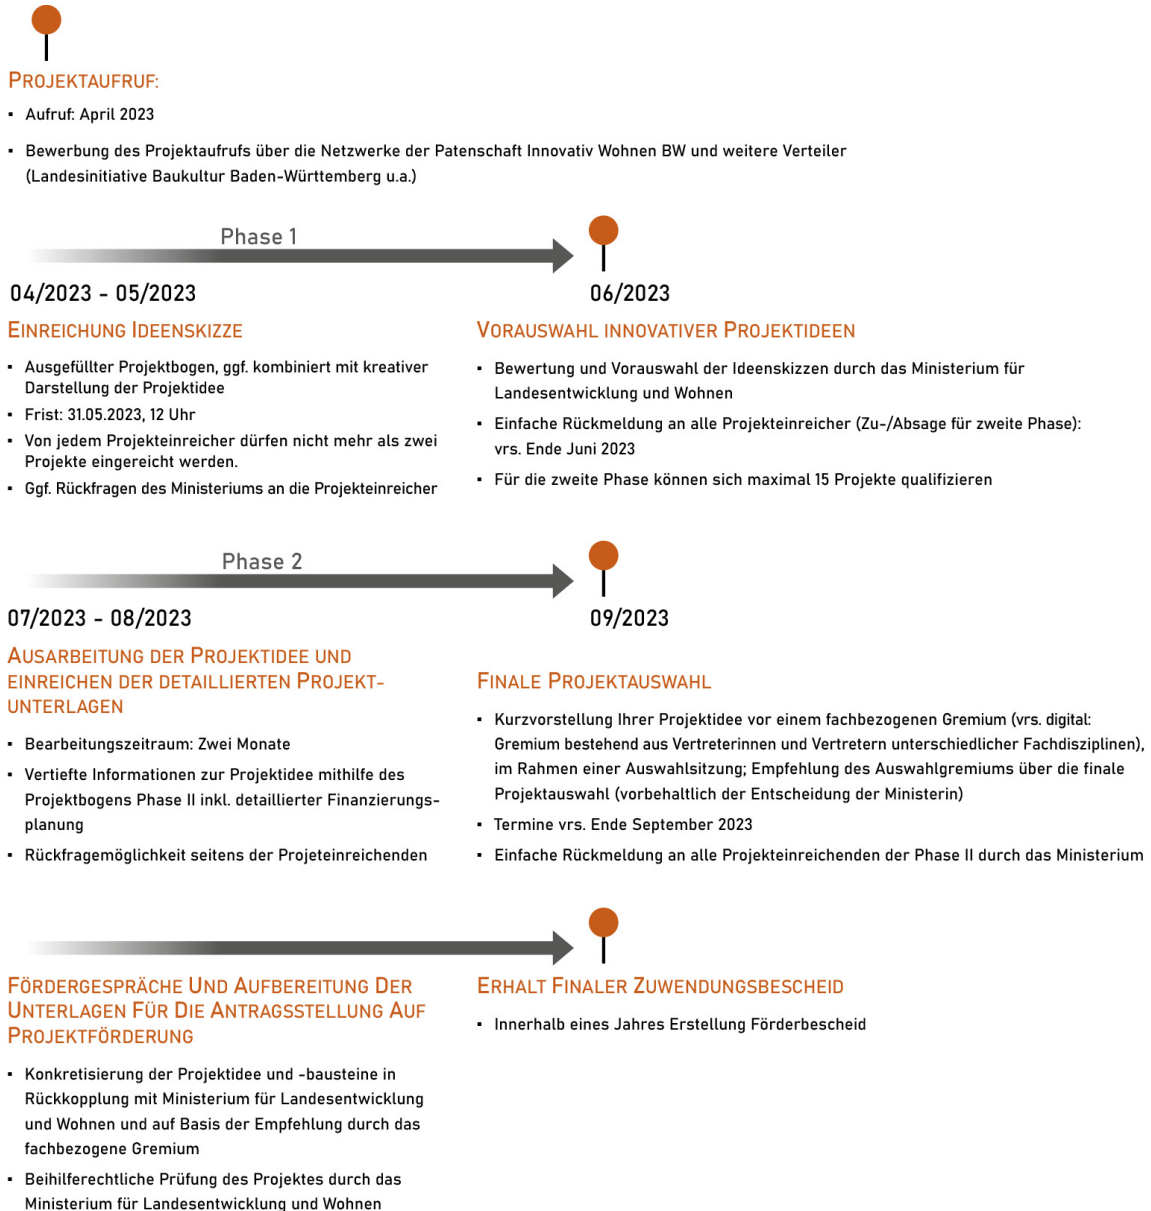 PROJEKTAUFRUF:
▪ Aufruf: April 2023
▪ Bewerbung des Projektaufrufs über die Netzwerke der Patenschaft Innovativ Wohnen BW und weitere Verteiler
(Landesinitiative Baukultur Baden-Württemberg u.a.)
Phase 1
04/2023 - 05/2023
EINREICHUNG IDEENSKIZZE
▪ Ausgefüllter Projektbogen, ggf. kombiniert mit kreativer
Darstellung der Projektidee
▪ Frist: 31.05.2023, 12 Uhr
▪ Von jedem Projekteinreicher dürfen nicht mehr als zwei
Projekte eingereicht werden.
▪ Ggf. Rückfragen des Ministeriums an die Projekteinreicher
06/2023
VORAUSWAHL INNOVATIVER PROJEKTIDEEN
▪ Bewertung und Vorauswahl der Ideenskizzen durch das Ministerium für
Landesentwicklung und Wohnen
▪ Einfache Rückmeldung an alle Projekteinreicher (Zu-/Absage für zweite Phase):
vrs. Ende Juni 2023
▪ Für die zweite Phase können sich maximal 15 Projekte qualifizieren
Phase 2
07/2023 - 08/2023
AUSARBEITUNG DER PROJEKTIDEE UND
EINREICHEN DER DETAILLIERTEN PROJEKT-
UNTERLAGEN
▪ Bearbeitungszeitraum: Zwei Monate
▪ Vertiefte Informationen zur Projektidee mithilfe des
Projektbogens Phase II inkl. detaillierter Finanzierungs-
planung
▪ Rückfragemöglichkeit seitens der Projeteinreichenden
09/2023
FINALE PROJEKTAUSWAHL
▪ Kurzvorstellung Ihrer Projektidee vor einem fachbezogenen Gremium (vrs. digital:
Gremium bestehend aus Vertreterinnen und Vertretern unterschiedlicher Fachdisziplinen),
im Rahmen einer Auswahlsitzung; Empfehlung des Auswahlgremiums über die finale
Projektauswahl (vorbehaltlich der Entscheidung der Ministerin)
▪ Termine vrs. Ende September 2023
▪ Einfache Rückmeldung an alle Projekteinreichenden der Phase II durch das Ministerium
FÖRDERGESPRÄCHE UND AUFBEREITUNG DER
UNTERLAGEN FÜR DIE ANTRAGSSTELLUNG AUF
PROJEKTFÖRDERUNG
▪ Konkretisierung der Projektidee und -bausteine in
Rückkopplung mit Ministerium für Landesentwicklung
und Wohnen und auf Basis der Empfehlung durch das
fachbezogene Gremium
▪ Beihilferechtliche Prüfung des Projektes durch das
Ministerium für Landesentwicklung und Wohnen
ERHALT FINALER ZUWENDUNGSBESCHEID
▪ Innerhalb eines Jahres Erstellung Förderbescheid